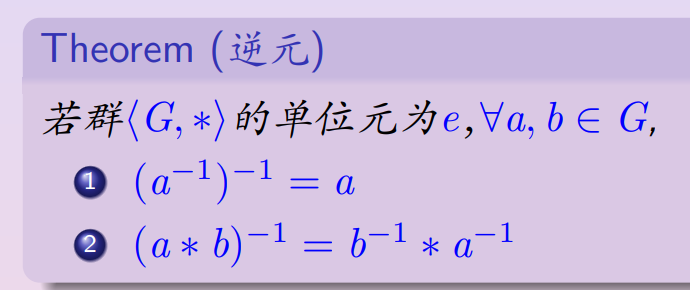 Theorem (逆元)
若群⟨G, ∗⟩的单位元为e,∀a, b ∈ G,
1 (a⁻¹)⁻¹ = a
2 (a ∗ b)⁻¹ = b⁻¹ ∗ a⁻¹